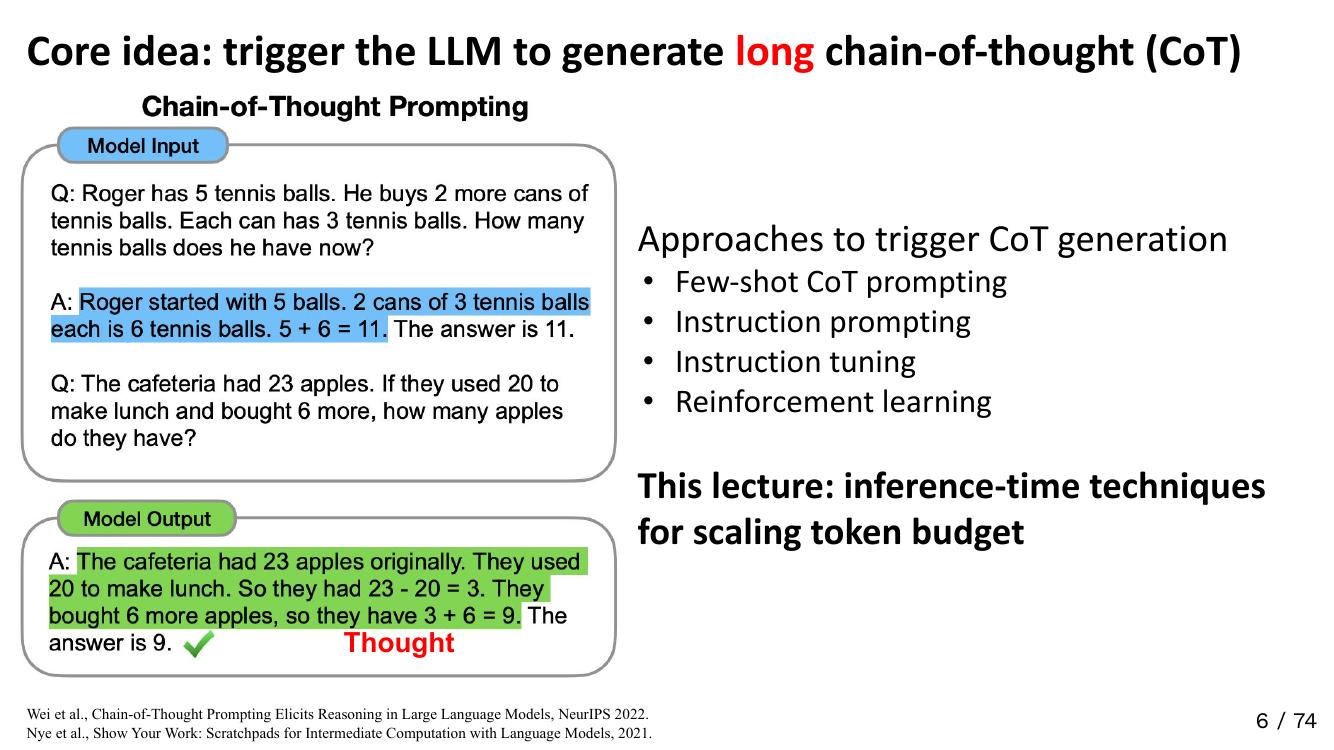 Core idea: trigger the LLM to generate long chain-of-thought (CoT)
Chain-of-Thought Prompting
Model Input
Q: Roger has 5 tennis balls. He buys 2 more cans of
tennis balls. Each can has 3 tennis balls. How many
tennis balls does he have now?
A: Roger started with 5 balls. 2 cans of 3 tennis balls
each is 6 tennis balls. 5 + 6 = 11. The answer is 11.
Q: The cafeteria had 23 apples. If they used 20 to
make lunch and bought 6 more, how many apples
do they have?
Model Output
A: The cafeteria had 23 apples originally. They used
20 to make lunch. So they had 23 - 20 = 3. They
bought 6 more apples, so they have 3 + 6 = 9. The
answer is 9.
Thought
Approaches to trigger CoT generation
• Few-shot CoT prompting
• Instruction prompting
• Instruction tuning
• Reinforcement learning
This lecture: inference-time techniques
for scaling token budget
Wei et al., Chain-of-Thought Prompting Elicits Reasoning in Large Language Models, NeurIPS 2022.
Nye et al., Show Your Work: Scratchpads for Intermediate Computation with Language Models, 2021.
6 / 74